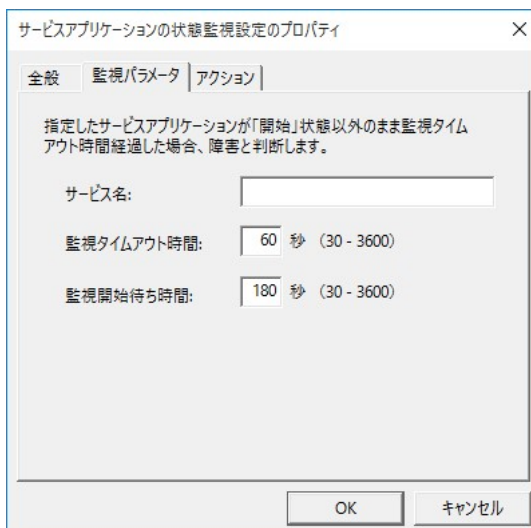 サービスアプリケーションの状態監視設定のプロパティ
全般 監視パラメータ アクション
指定したサービスアプリケーションが「開始」状態以外のまま監視タイム
アウト時間経過した場合、障害と判断します。
サービス名:
監視タイムアウト時間: 60 秒 (30 - 3600)
監視開始待ち時間: 180 秒 (30 - 3600)
OK キャンセル